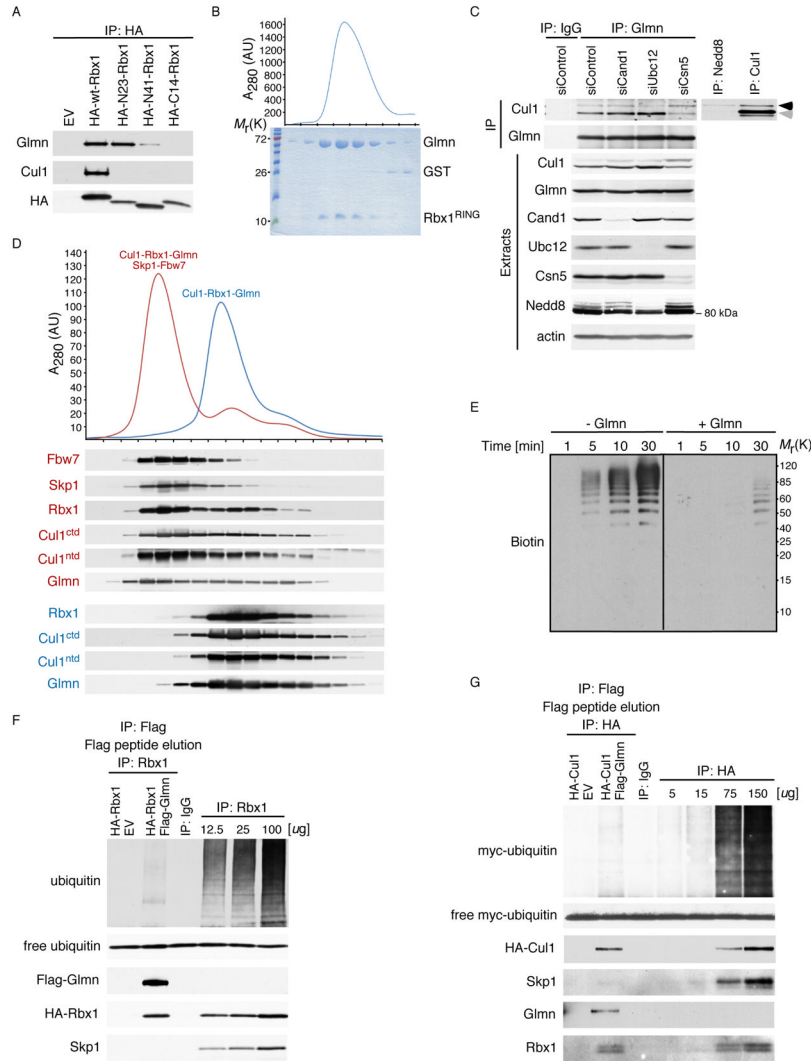 A
IP: HA
EV
HA-wt-Rbx1
HA-N23-Rbx1
HA-N41-Rbx1
HA-C14-Rbx1
Glmn
Cul1
HA
B
A280 (AU)
1600
1400
1200
1000
800
600
400
200
Mr(K)
72
26
10
Glmn
GST
Rbx1RING
C
IP: IgG
IP: Glmn
siControl
siControl
siCand1
siUbc12
siCsn5
IP: Nedd8
IP: Cul1
IP
Cul1
Glmn
Extracts
Cul1
Glmn
Cand1
Ubc12
Csn5
Nedd8
– 80 kDa
actin
D
A280 (AU)
140
130
120
110
100
90
80
70
60
50
40
30
20
10
Cul1-Rbx1-Glmn
Skp1-Fbw7
Cul1-Rbx1-Glmn
Fbw7
Skp1
Rbx1
Cul1ctd
Cul1ntd
Glmn
Rbx1
Cul1ctd
Cul1ntd
Glmn
E
- Glmn
+ Glmn
Time [min]
1 5 10 30
1 5 10 30
Mr(K)
Biotin
120
85
60
50
40
25
20
15
10
F
IP: Flag
Flag peptide elution
IP: Rbx1
HA-Rbx1
EV
HA-Rbx1
Flag-Glmn
IP: IgG
IP: Rbx1
12.5 25 100 [ug]
ubiquitin
free ubiquitin
Flag-Glmn
HA-Rbx1
Skp1
G
IP: Flag
Flag peptide elution
IP: HA
HA-Cul1
EV
HA-Cul1
Flag-Glmn
IP: IgG
IP: HA
5 15 75 150 [ug]
myc-ubiquitin
free myc-ubiquitin
HA-Cul1
Skp1
Glmn
Rbx1